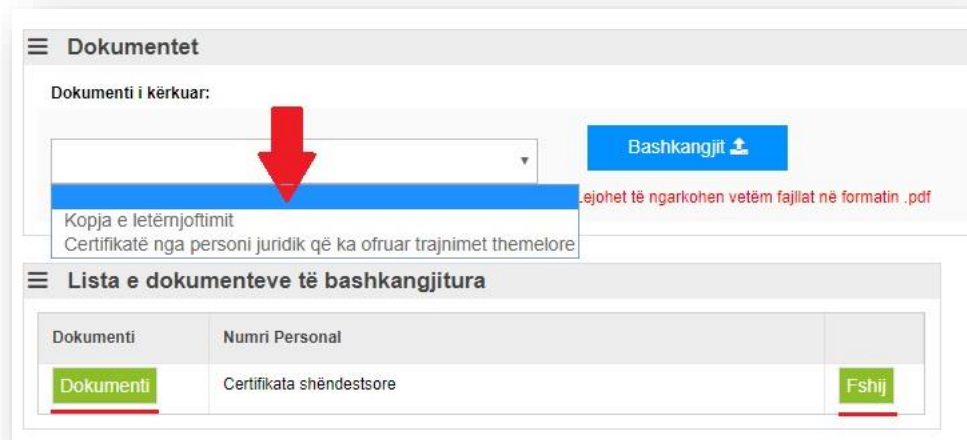 Dokumentet
Dokumenti i kërkuar:
Bashkangjit
ejohet të ngarkohen vetëm fajllat në formatin .pdf
Kopja e letërnjoftimit
Certifikatë nga personi juridik që ka ofruar trajnimet themelore
Lista e dokumenteve të bashkangjitura
Dokumenti Numri Personal
Dokumenti Certifikata shëndestsore Fshij